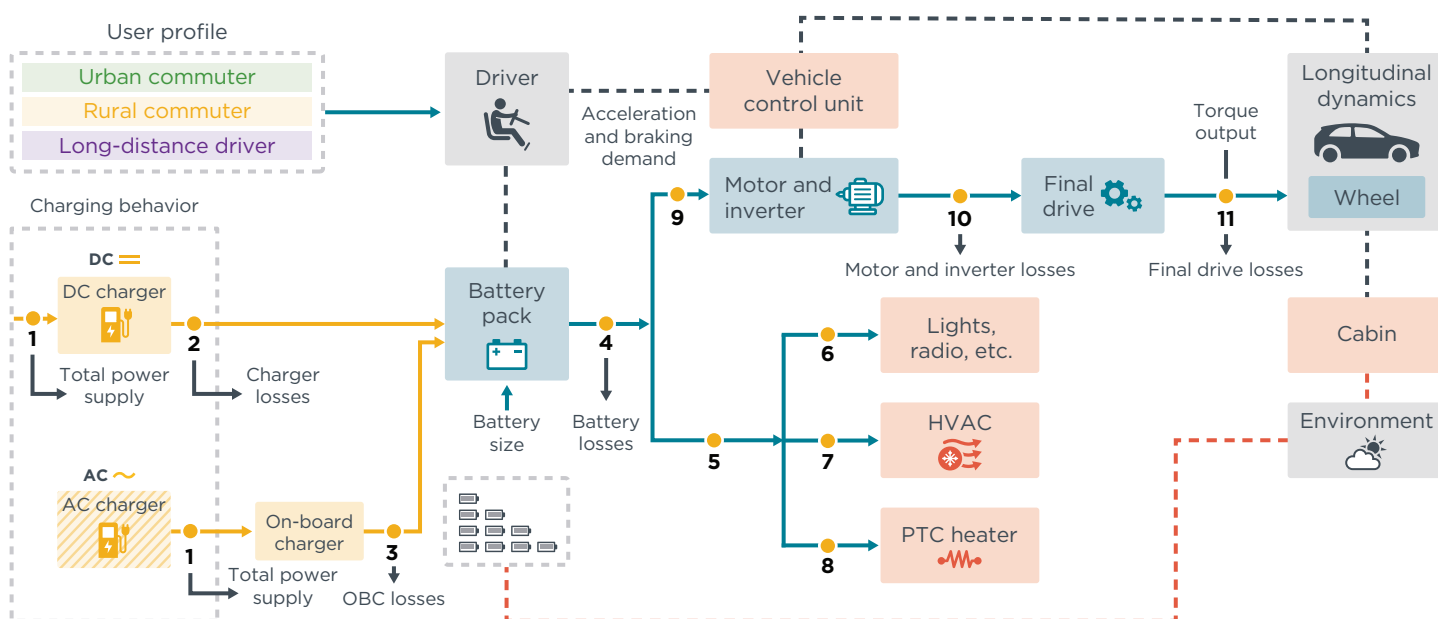 User profile
Urban commuter
Rural commuter
Long-distance driver
Driver
Acceleration
and braking
demand
Vehicle
control unit
Longitudinal
dynamics
Wheel
Torque
output
Motor and
inverter
Final
drive
9
10
11
Motor and inverter losses
Final drive losses
Charging behavior
DC
DC charger
1
2
Total power
supply
Charger
losses
Battery
pack
4
Battery
size
Battery
losses
5
6
Lights,
radio, etc.
7
HVAC
8
PTC heater
Cabin
Environment
AC
AC charger
1
On-board
charger
3
Total power
supply
OBC losses